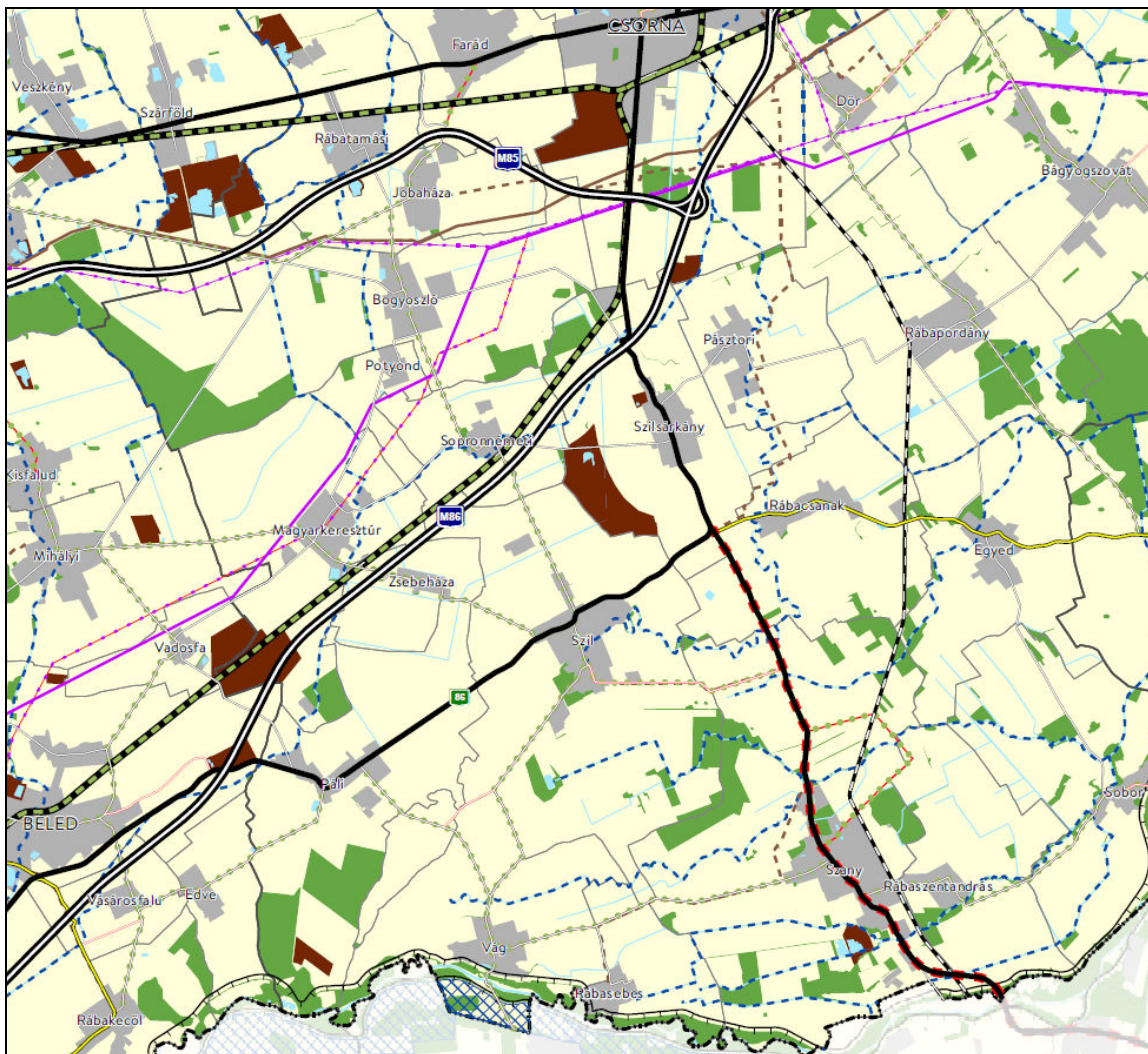 CSORNA
Farád
Veszkény
Szárföld
Dör
Rábatamási
M85
Bágyogszovát
Jobaháza
Bogyoszló
Rábapordány
Pásztori
Potyond
Szilsárkány
Sopronnémeti
Kisfalud
Rábacsanak
M86
Magyarkeresztúr
Egyed
Mihályi
Zsebeháza
Szil
Vadosfa
86
Páli
Sobor
BELED
Szany
Rábaszentandrás
Edve
Vásárosfalu
Vág
Rábasebes
Rábakecöl